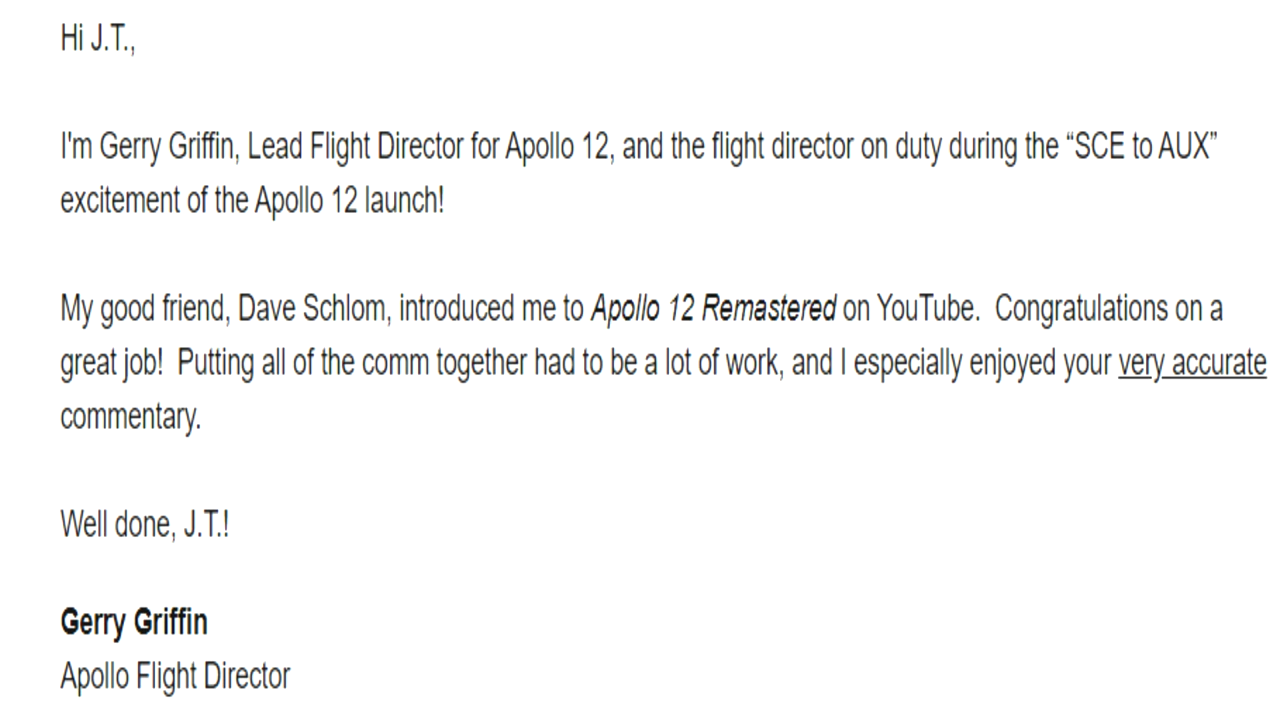 Hi J.T.,
I'm Gerry Griffin, Lead Flight Director for Apollo 12, and the flight director on duty during the “SCE to AUX”
excitement of the Apollo 12 launch!
My good friend, Dave Schlom, introduced me to Apollo 12 Remastered on YouTube.  Congratulations on a
great job!  Putting all of the comm together had to be a lot of work, and I especially enjoyed your very accurate
commentary.
Well done, J.T.!
Gerry Griffin
Apollo Flight Director